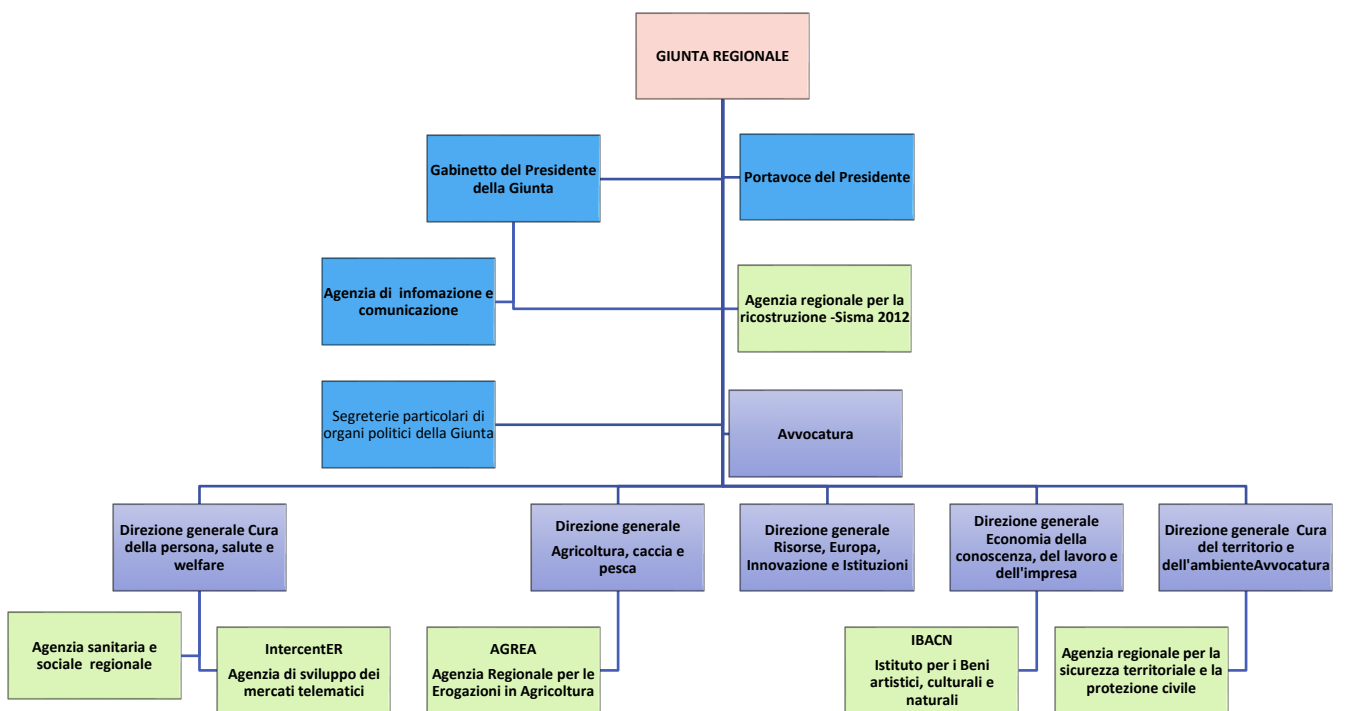 GIUNTA REGIONALE
Gabinetto del Presidente
della Giunta
Portavoce del Presidente
Agenzia di infomazione e
comunicazione
Agenzia regionale per la
ricostruzione -Sisma 2012
Segreterie particolari di
organi politici della Giunta
Avvocatura
Direzione generale Cura
della persona, salute e
welfare
Direzione generale
Agricoltura, caccia e
pesca
Direzione generale
Risorse, Europa,
Innovazione e Istituzioni
Direzione generale
Economia della
conoscenza, del lavoro e
dell'impresa
Direzione generale Cura
del territorio e
dell'ambienteAvvocatura
Agenzia sanitaria e
sociale regionale
IntercentER
Agenzia di sviluppo dei
mercati telematici
AGREA
Agenzia Regionale per le
Erogazioni in Agricoltura
IBACN
Istituto per i Beni
artistici, culturali e
naturali
Agenzia regionale per la
sicurezza territoriale e la
protezione civile